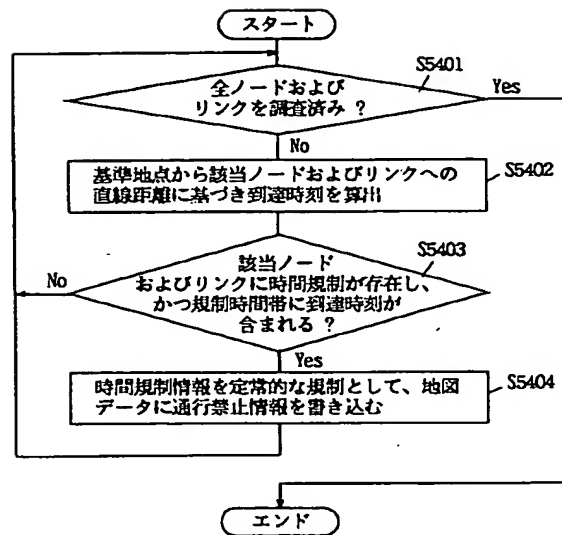 スタート
S5401
全ノードおよび
リンクを調査済み ?
Yes
No
基準地点から該当ノードおよびリンクへの
直線距離に基づき到達時刻を算出
S5402
S5403
該当ノード
およびリンクに時間規制が存在し、
かつ規制時間帯に到達時刻が
含まれる ?
No
Yes
時間規制情報を定常的な規制として、地図
データに通行禁止情報を書き込む
S5404
エンド